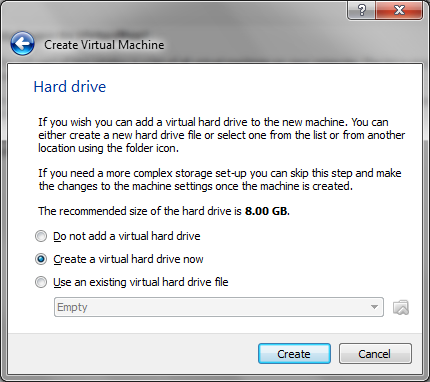 ?
Create Virtual Machine
Hard drive
If you wish you can add a virtual hard drive to the new machine. You can
either create a new hard drive file or select one from the list or from another
location using the folder icon.
If you need a more complex storage set-up you can skip this step and make
the changes to the machine settings once the machine is created.
The recommended size of the hard drive is 8.00 GB.
Do not add a virtual hard drive
Create a virtual hard drive now
Use an existing virtual hard drive file
Empty
Create
Cancel